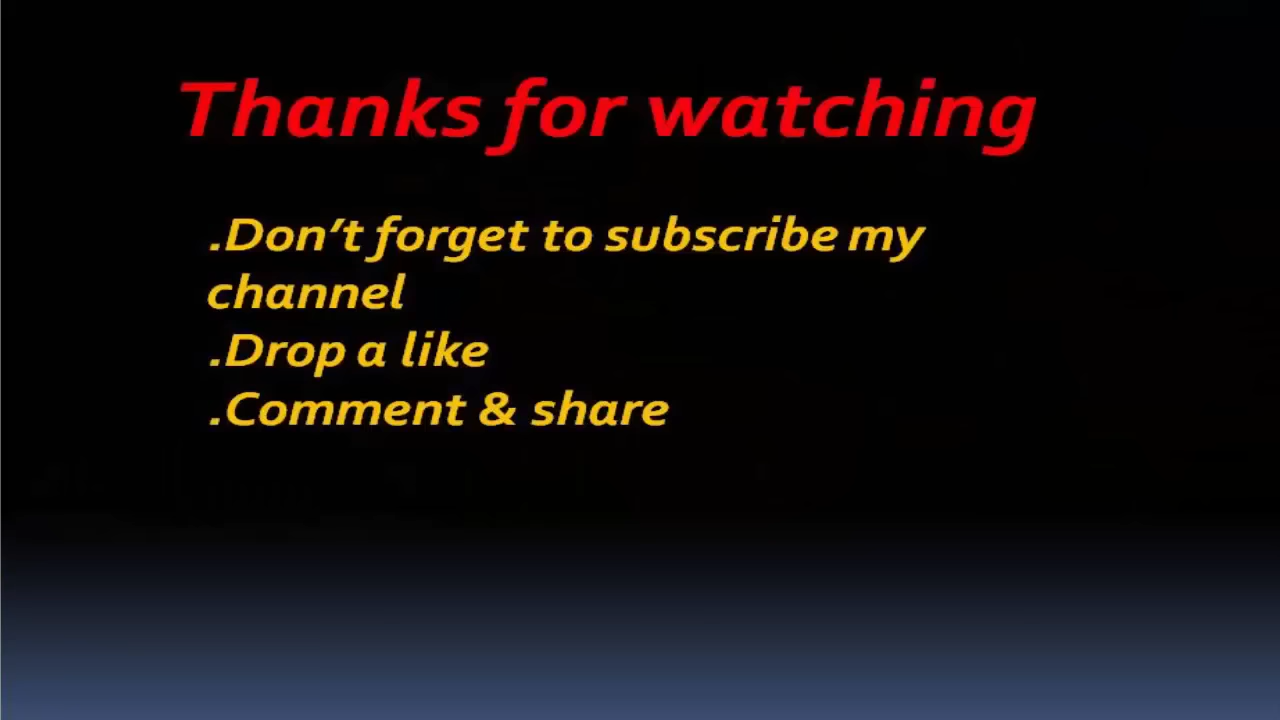 Thanks for watching
.Don’t forget to subscribe my
channel
.Drop a like
.Comment & share